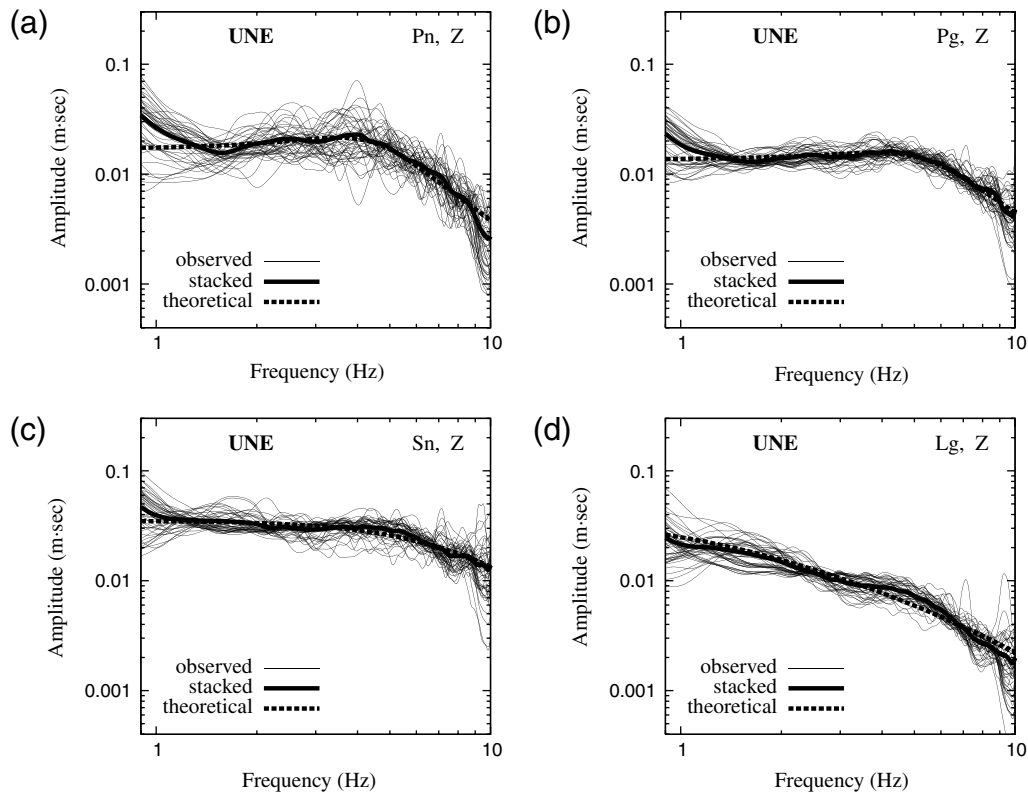 (a)
UNE Pn, Z
0.1
0.01
0.001
Amplitude (m·sec)
observed
stacked
theoretical
1 10
Frequency (Hz)
(b)
UNE Pg, Z
0.1
0.01
0.001
Amplitude (m·sec)
observed
stacked
theoretical
1 10
Frequency (Hz)
(c)
UNE Sn, Z
0.1
0.01
0.001
Amplitude (m·sec)
observed
stacked
theoretical
1 10
Frequency (Hz)
(d)
UNE Lg, Z
0.1
0.01
0.001
Amplitude (m·sec)
observed
stacked
theoretical
1 10
Frequency (Hz)